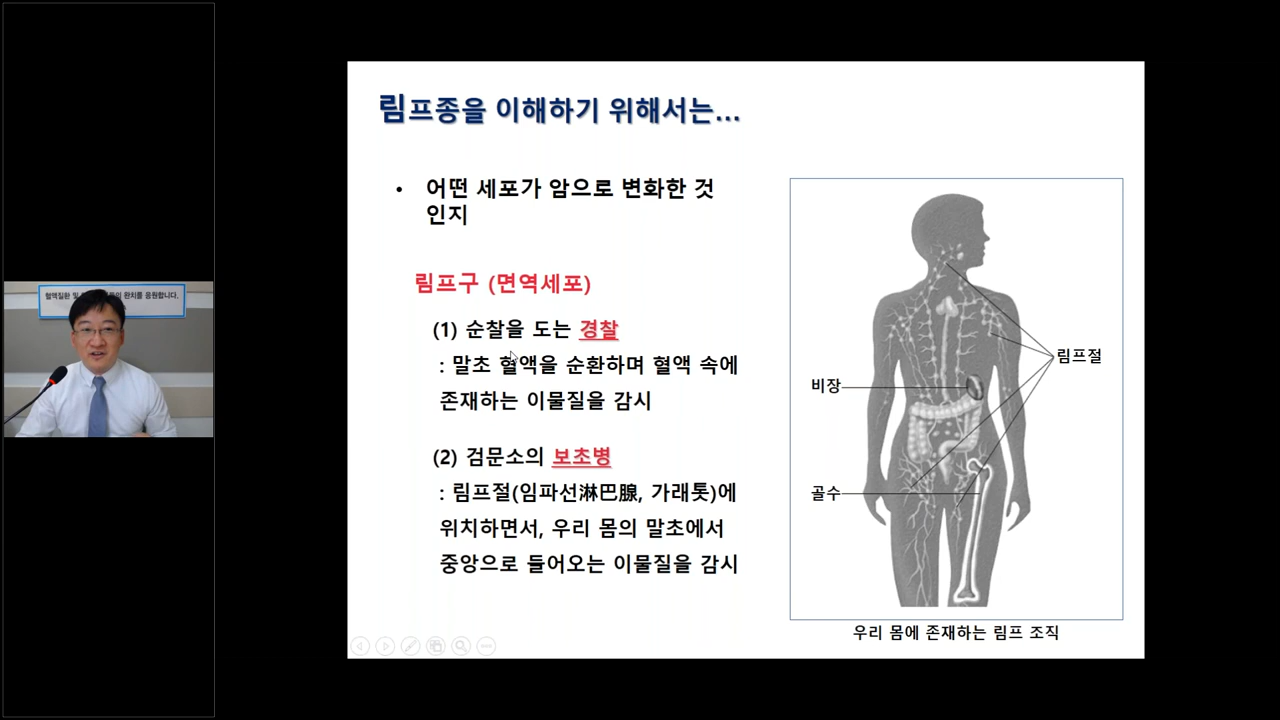 혈액질환 및
의 완치를 응원합니다.
림프종을 이해하기 위해서는...
• 어떤 세포가 암으로 변화한 것
인지
림프구 (면역세포)
(1) 순찰을 도는 경찰
: 말초 혈액을 순환하며 혈액 속에
존재하는 이물질을 감시
(2) 검문소의 보초병
: 림프절(임파선淋巴腺, 가래톳)에
위치하면서, 우리 몸의 말초에서
중앙으로 들어오는 이물질을 감시
림프절
비장
골수
우리 몸에 존재하는 림프 조직